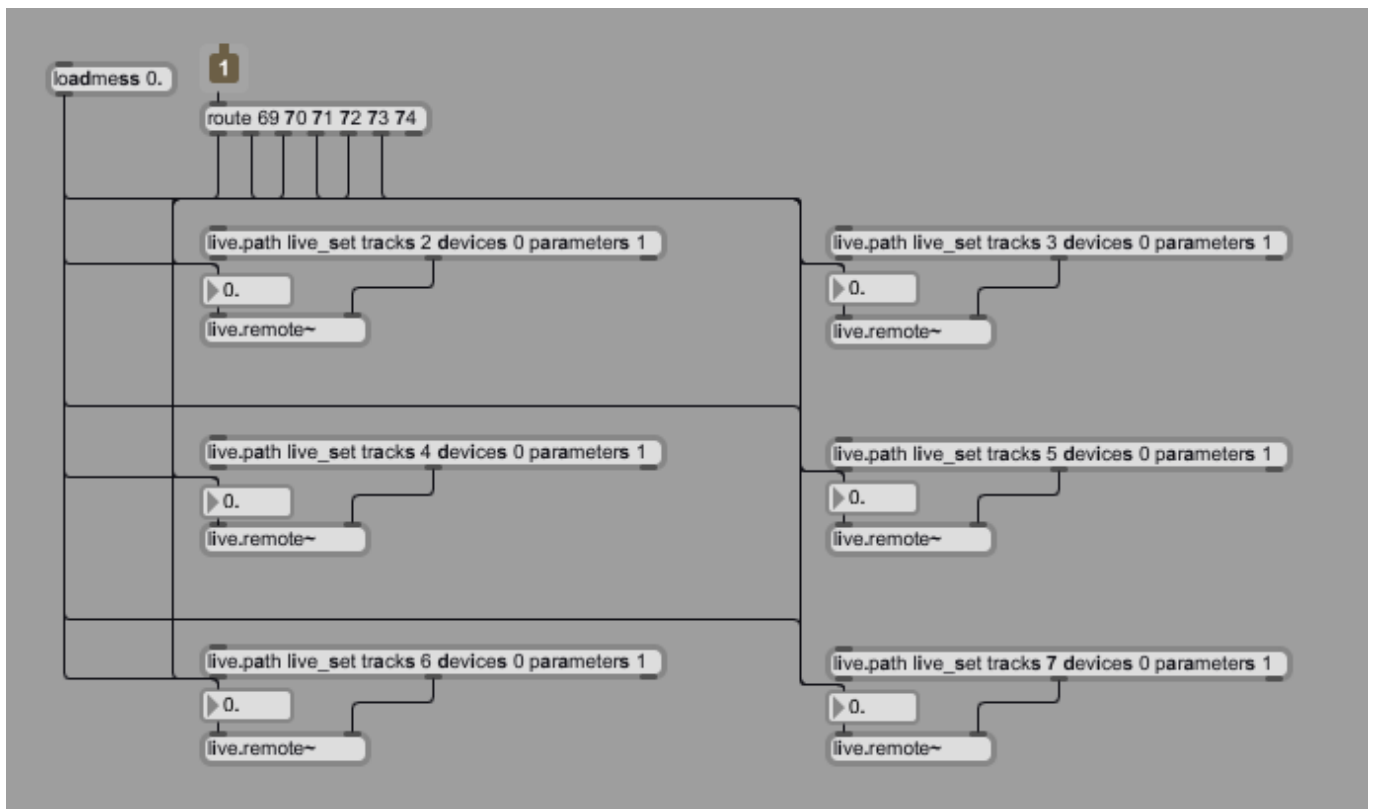 loadmess 0.
1
route 69 70 71 72 73 74
live.path live_set tracks 2 devices 0 parameters 1
0.
live.remote~
live.path live_set tracks 3 devices 0 parameters 1
0.
live.remote~
live.path live_set tracks 4 devices 0 parameters 1
0.
live.remote~
live.path live_set tracks 5 devices 0 parameters 1
0.
live.remote~
live.path live_set tracks 6 devices 0 parameters 1
0.
live.remote~
live.path live_set tracks 7 devices 0 parameters 1
0.
live.remote~